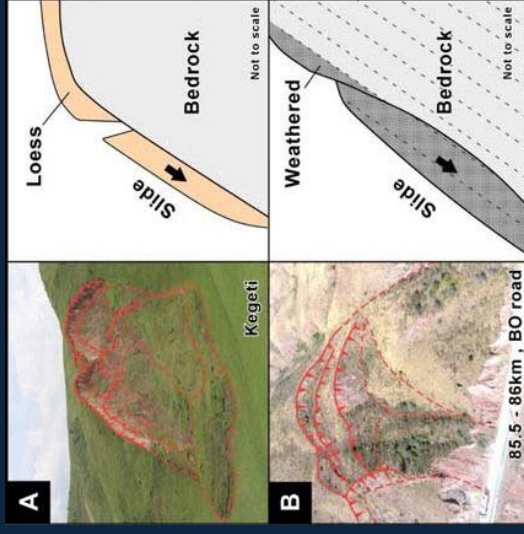 A
Kegeti
Loess
Bedrock
Slide
Not to scale
B
85.5 - 86km , BO road
Weathered
Bedrock
Slide
Not to scale